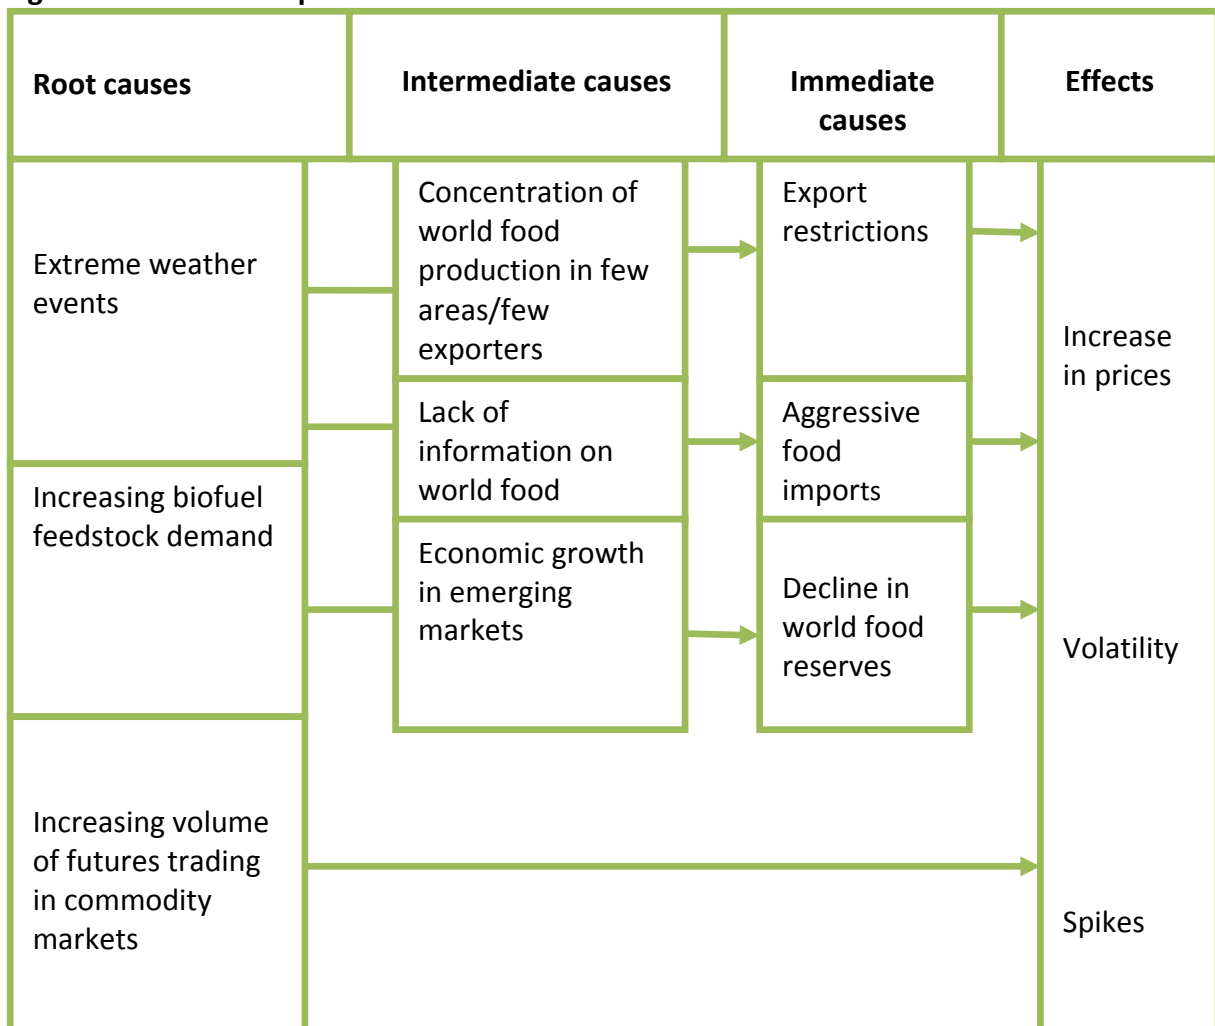 Root causes
Intermediate causes
Immediate
causes
Effects
Extreme weather
events
Increasing biofuel
feedstock demand
Increasing volume
of futures trading
in commodity
markets
Concentration of
world food
production in few
areas/few
exporters
Lack of
information on
world food
Economic growth
in emerging
markets
Export
restrictions
Aggressive
food
imports
Decline in
world food
reserves
Increase
in prices
Volatility
Spikes